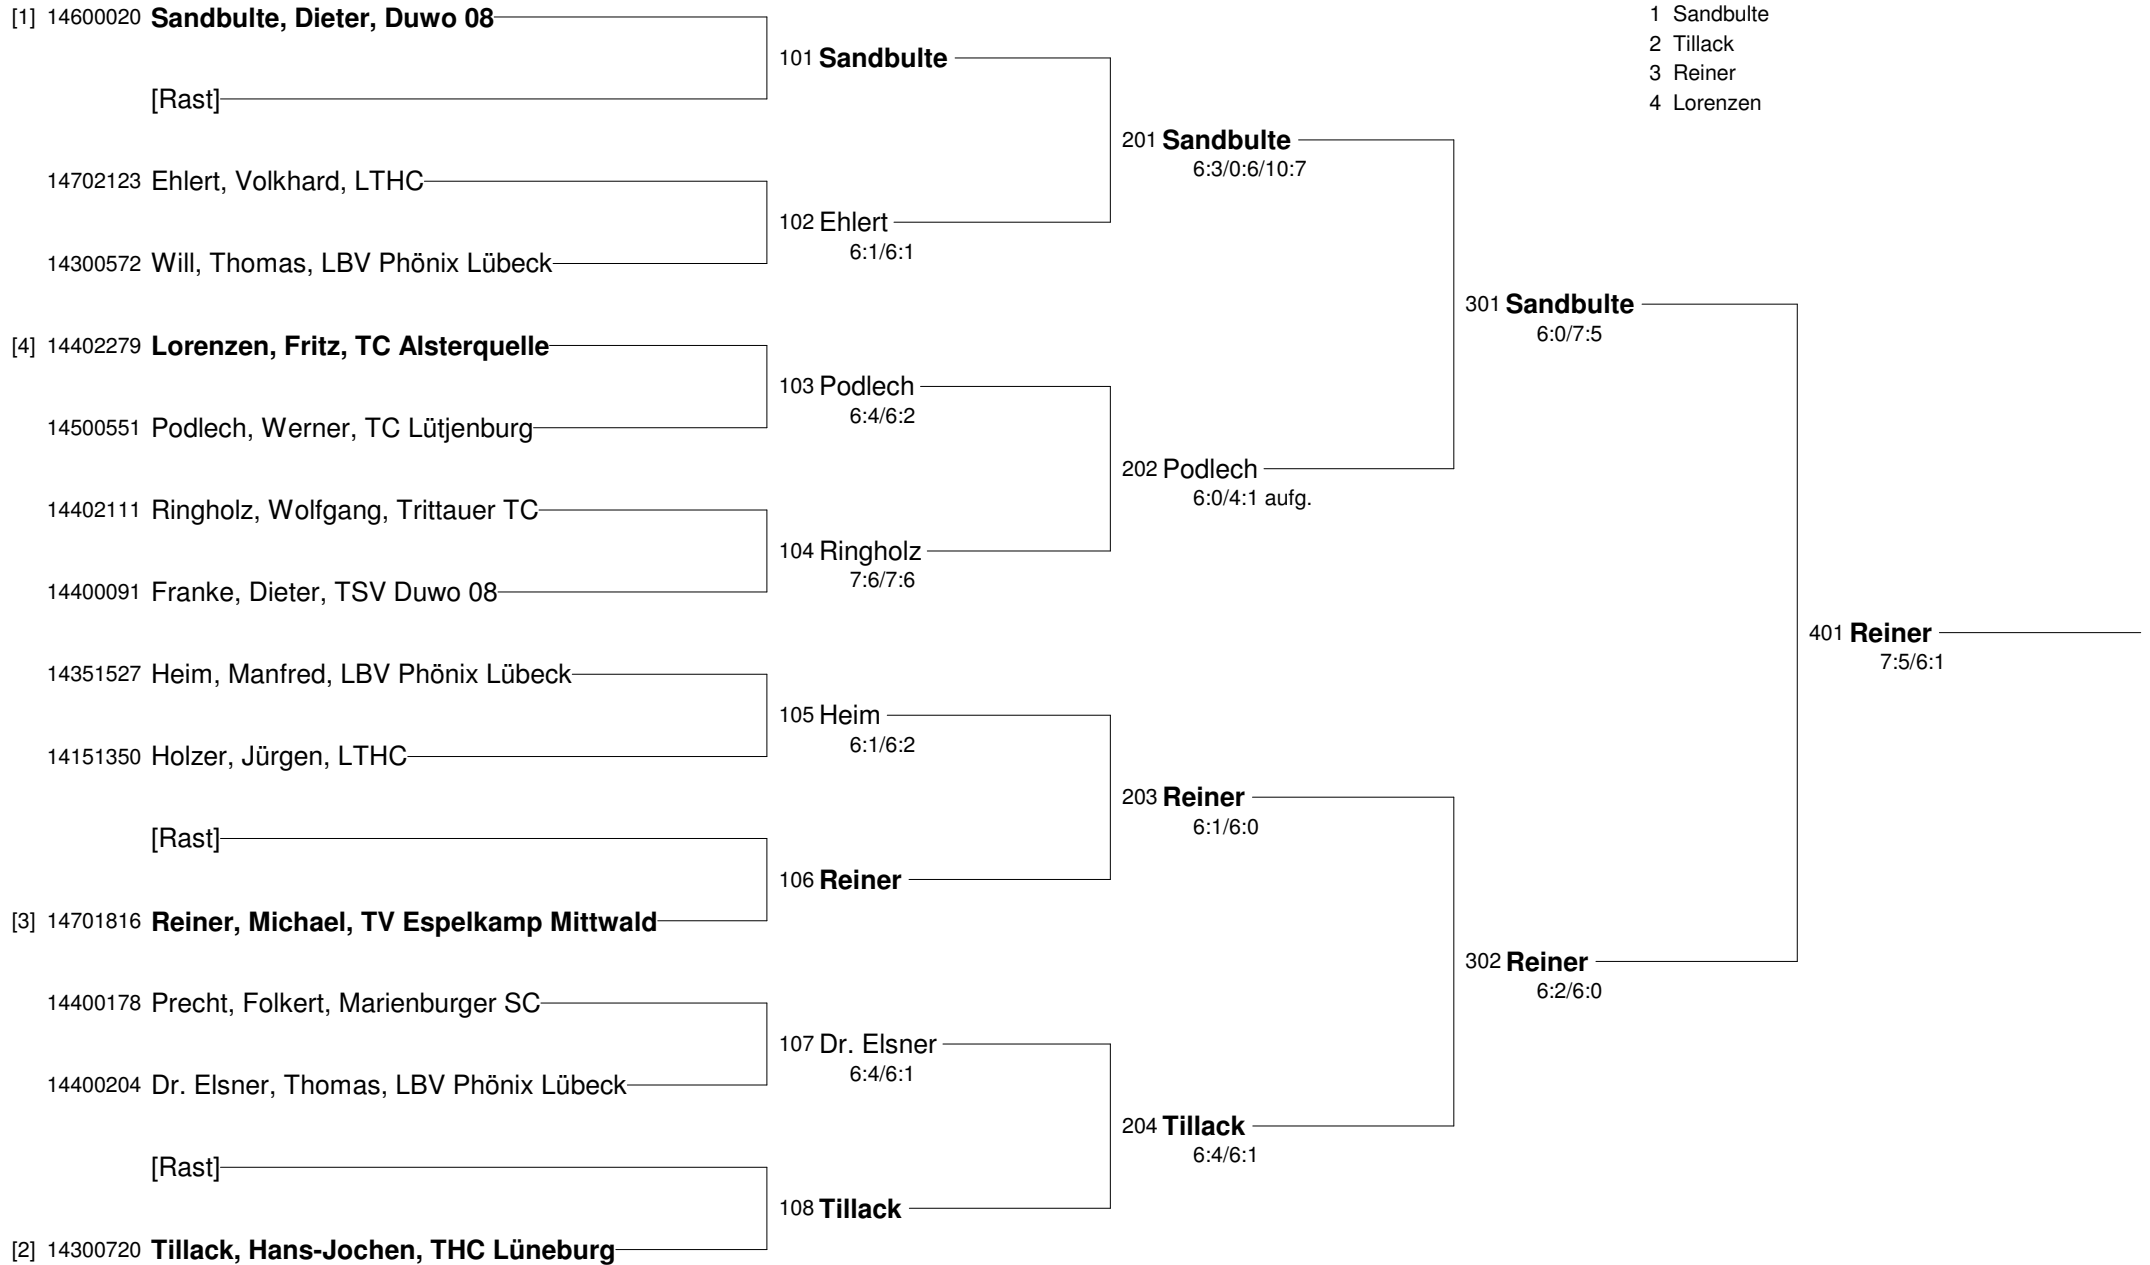 [1] 14600020 Sandbulte, Dieter, Duwo 08
[Rast]
14702123 Ehlert, Volkhard, LTHC
14300572 Will, Thomas, LBV Phönix Lübeck
[4] 14402279 Lorenzen, Fritz, TC Alsterquelle
14500551 Podlech, Werner, TC Lütjenburg
14402111 Ringholz, Wolfgang, Trittauer TC
14400091 Franke, Dieter, TSV Duwo 08
14351527 Heim, Manfred, LBV Phönix Lübeck
14151350 Holzer, Jürgen, LTHC
[Rast]
[3] 14701816 Reiner, Michael, TV Espelkamp Mittwald
14400178 Precht, Folkert, Marienburger SC
14400204 Dr. Elsner, Thomas, LBV Phönix Lübeck
[Rast]
[2] 14300720 Tillack, Hans-Jochen, THC Lüneburg
101 Sandbulte
102 Ehlert
6:1/6:1
103 Podlech
6:4/6:2
104 Ringholz
7:6/7:6
105 Heim
6:1/6:2
106 Reiner
107 Dr. Elsner
6:4/6:1
108 Tillack
201 Sandbulte
6:3/0:6/10:7
202 Podlech
6:0/4:1 aufg.
203 Reiner
6:1/6:0
204 Tillack
6:4/6:1
301 Sandbulte
6:0/7:5
302 Reiner
6:2/6:0
401 Reiner
7:5/6:1
1 Sandbulte
2 Tillack
3 Reiner
4 Lorenzen